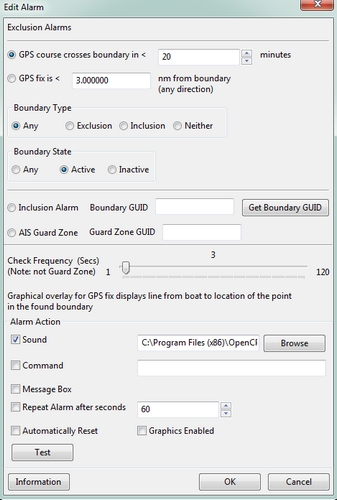 Edit Alarm
Exclusion Alarms
GPS course crosses boundary in < 20 minutes
GPS fix is < 3.000000 nm from boundary
(any direction)
Boundary Type
Any Exclusion Inclusion Neither
Boundary State
Any Active Inactive
Inclusion Alarm Boundary GUID Get Boundary GUID
AIS Guard Zone Guard Zone GUID
3
Check Frequency (Secs)
(Note: not Guard Zone) 1 120
Graphical overlay for GPS fix displays line from boat to location of the point
in the found boundary
Alarm Action
Sound C:\Program Files (x86)\OpenCF Browse
Command
Message Box
Repeat Alarm after seconds 60
Automatically Reset Graphics Enabled
Test
Information OK Cancel